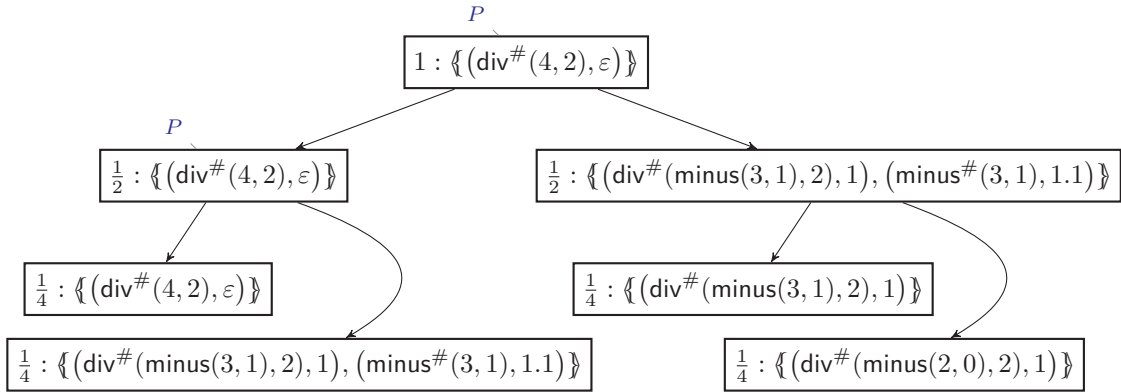 P
1 : ⦃(div#(4, 2), ε)⦄
P
1/2 : ⦃(div#(4, 2), ε)⦄
1/2 : ⦃(div#(minus(3, 1), 2), 1), (minus#(3, 1), 1.1)⦄
1/4 : ⦃(div#(4, 2), ε)⦄
1/4 : ⦃(div#(minus(3, 1), 2), 1)⦄
1/4 : ⦃(div#(minus(3, 1), 2), 1), (minus#(3, 1), 1.1)⦄
1/4 : ⦃(div#(minus(2, 0), 2), 1)⦄